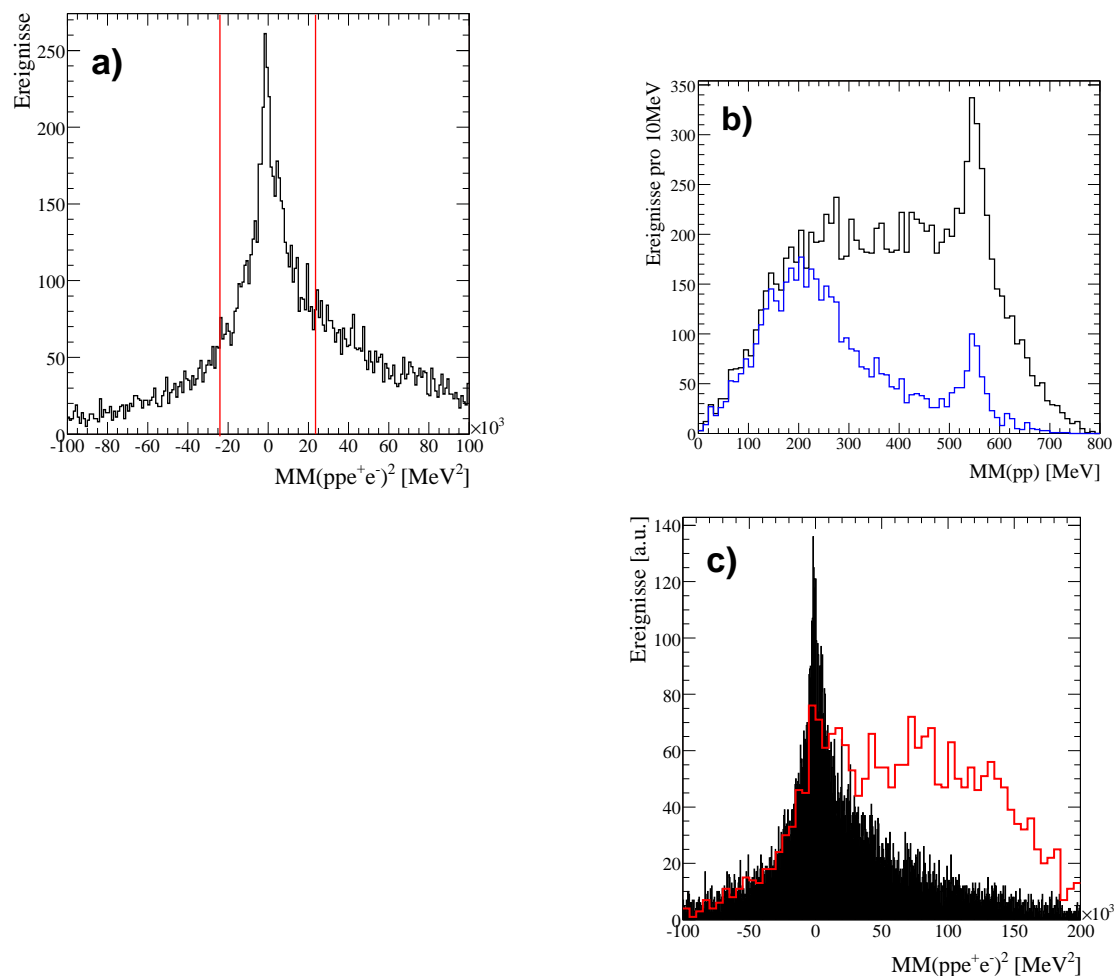 a)
Ereignisse
250
200
150
100
50
0
-100 -80 -60 -40 -20 0 20 40 60 80 100
×10³
MM(ppe⁺e⁻)² [MeV²]
b)
Ereignisse pro 10MeV
350
300
250
200
150
100
50
0
0 100 200 300 400 500 600 700 800
MM(pp) [MeV]
c)
Ereignisse [a.u.]
140
120
100
80
60
40
20
0
-100 -50 0 50 100 150 200
×10³
MM(ppe⁺e⁻)² [MeV²]